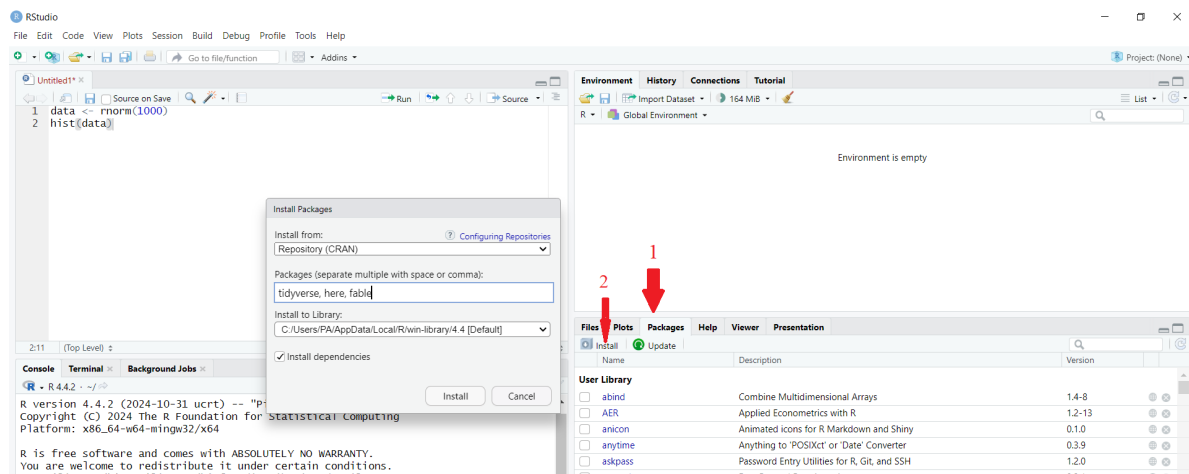 RStudio
File Edit Code View Plots Session Build Debug Profile Tools Help
Go to file/function Addins Project: (None)
Untitled1*
Source on Save Run Source
1 data <- rnorm(1000)
2 hist(data)
2:11 (Top Level)
Console Terminal Background Jobs
R 4.4.2 · ~/
R version 4.4.2 (2024-10-31 ucrt) -- "Pi
Copyright (C) 2024 The R Foundation for Statistical Computing
Platform: x86_64-w64-mingw32/x64
R is free software and comes with ABSOLUTELY NO WARRANTY.
You are welcome to redistribute it under certain conditions.
Install Packages
Install from:
? Configuring Repositories
Repository (CRAN)
Packages (separate multiple with space or comma):
tidyverse, here, fable
Install to Library:
C:/Users/PA/AppData/Local/R/win-library/4.4 [Default]
Install dependencies
Install Cancel
Environment History Connections Tutorial
Import Dataset 164 MiB List
R Global Environment
Environment is empty
1
2
Files Plots Packages Help Viewer Presentation
Install Update
Name Description Version
User Library
abind Combine Multidimensional Arrays 1.4-8
AER Applied Econometrics with R 1.2-13
anicon Animated icons for R Markdown and Shiny 0.1.0
anytime Anything to 'POSIXct' or 'Date' Converter 0.3.9
askpass Password Entry Utilities for R, Git, and SSH 1.2.0